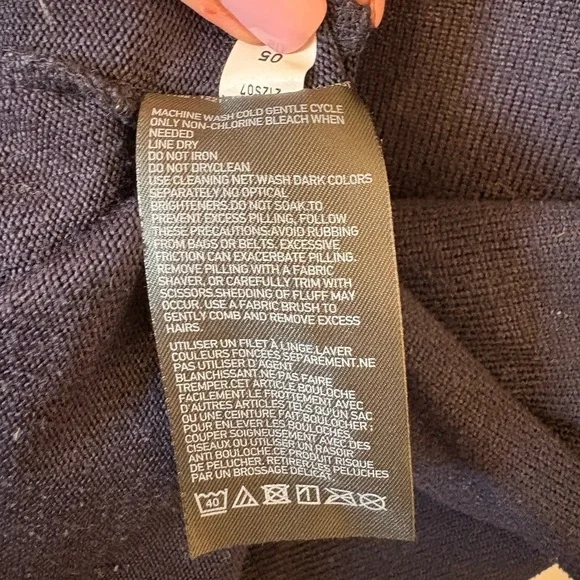 05
212S07
MACHINE WASH COLD GENTLE CYCLE
ONLY NON-CHLORINE BLEACH WHEN
NEEDED
LINE DRY
DO NOT IRON
DO NOT DRYCLEAN
USE CLEANING NET.WASH DARK COLORS
SEPARATELY.NO OPTICAL
BRIGHTENERS.DO NOT SOAK.TO
PREVENT EXCESS PILLING, FOLLOW
THESE PRECAUTIONS:AVOID RUBBING
FROM BAGS OR BELTS. EXCESSIVE
FRICTION CAN EXACERBATE PILLING.
REMOVE PILLING WITH A FABRIC
SHAVER, OR CAREFULLY TRIM WITH
SCISSORS.SHEDDING OF FLUFF MAY
OCCUR. USE A FABRIC BRUSH TO
GENTLY COMB AND REMOVE EXCESS
HAIRS.
UTILISER UN FILET À LINGE.LAVER
COULEURS FONCÉES SÉPAREMENT.NE
PAS UTILISER D'AGENT
BLANCHISSANT.NE PAS FAIRE
TREMPER.CET ARTICLE BOULOCHE
FACILEMENT.LE FROTTEMENT AVEC
D'AUTRES ARTICLES TELS QU'UN SAC
OU UNE CEINTURE FAIT BOULOCHER ;
POUR ENLEVER LES BOULOCHES,
COUPER SOIGNEUSEMENT AVEC DES
CISEAUX OU UTILISER UN RASOIR
ANTI BOULOCHE.CE PRODUIT RISQUE
DE PELUCHER, RETIRER LES PELUCHES
PAR UN BROSSAGE DÉLICAT.
40